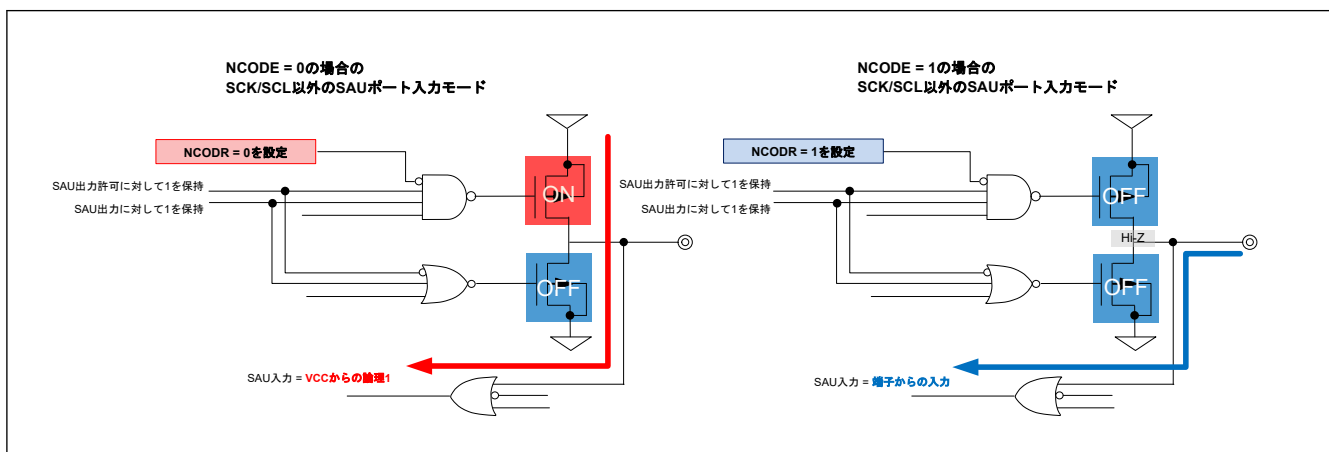 NCODE = 0の場合の
SCK/SCL以外のSAUポート入力モード
NCODR = 0を設定
SAU出力許可に対して1を保持
SAU出力に対して1を保持
ON
OFF
SAU入力 = VCCからの論理1
NCODE = 1の場合の
SCK/SCL以外のSAUポート入力モード
NCODR = 1を設定
SAU出力許可に対して1を保持
SAU出力に対して1を保持
OFF
Hi-Z
OFF
SAU入力 = 端子からの入力